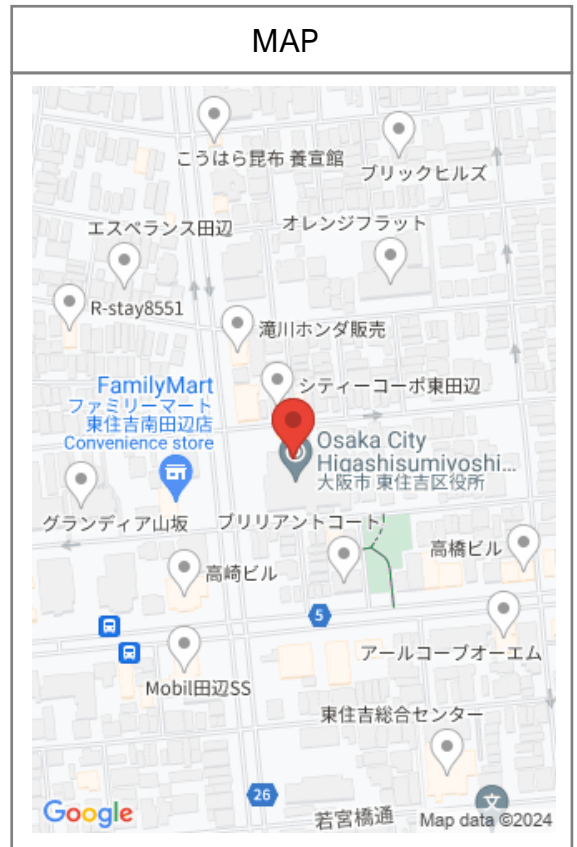 MAP
こうはら昆布 養宣館
ブリックヒルズ
エスペランス田辺
オレンジフラット
R-stay8551
滝川ホンダ販売
FamilyMart
ファミリーマート
東住吉南田辺店
Convenience store
シティーコーポ東田辺
Osaka City
Higashisumiyoshi...
大阪市 東住吉区役所
グランディア山坂
ブリリアントコートI
高崎ビル
高橋ビル
5
アールコーブオーエム
Mobil田辺SS
東住吉総合センター
26
文
Google
若宮橋通
Map data ©2024